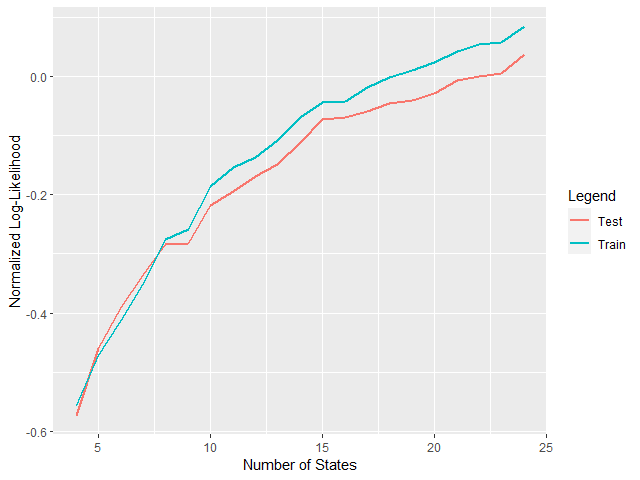 0.0
-0.2
-0.4
-0.6
Normalized Log-Likelihood
5
10
15
20
25
Number of States
Legend
Test
Train